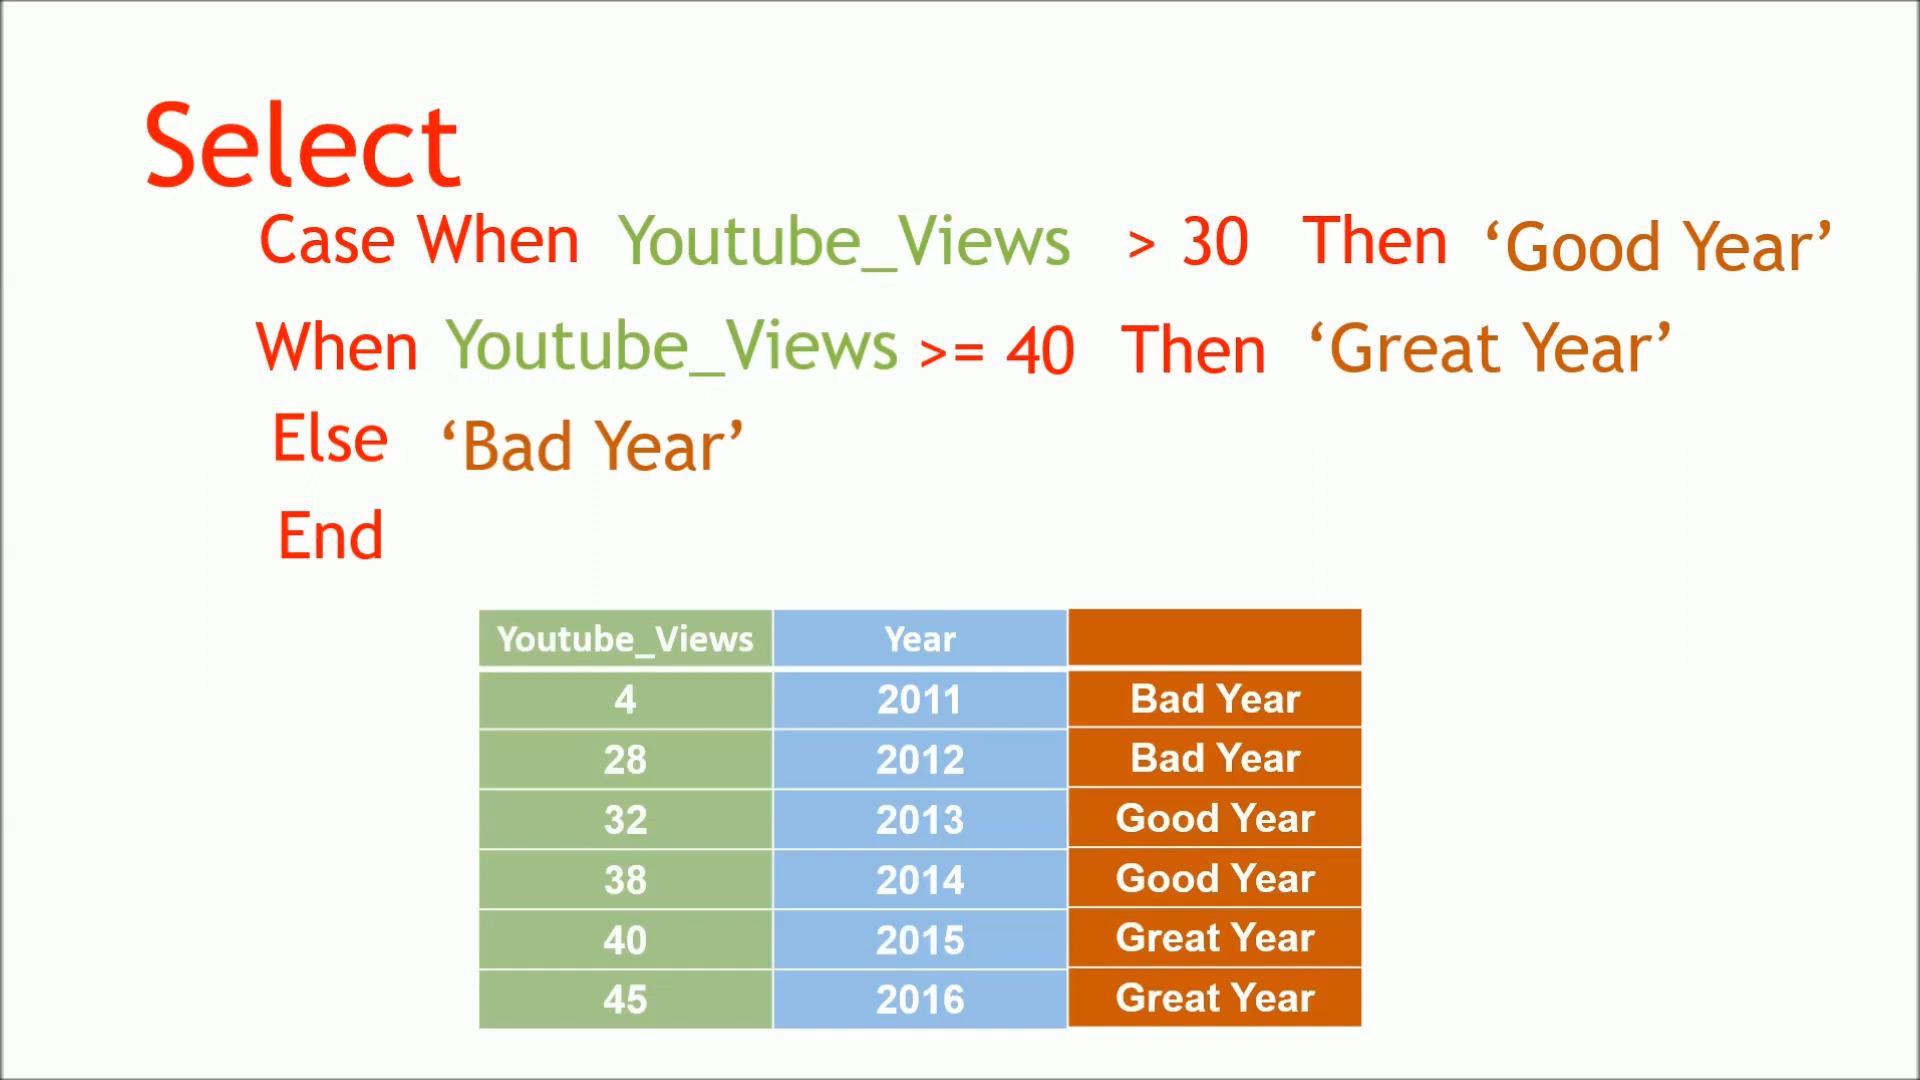 Select
Case When Youtube_Views > 30 Then ‘Good Year’
When Youtube_Views >= 40 Then ‘Great Year’
Else ‘Bad Year’
End
Youtube_Views Year
4 2011 Bad Year
28 2012 Bad Year
32 2013 Good Year
38 2014 Good Year
40 2015 Great Year
45 2016 Great Year